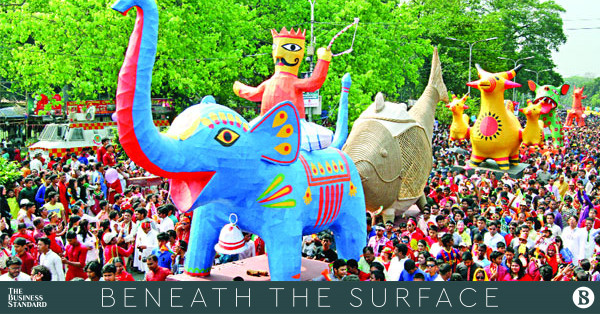 THE
BUSINESS
STANDARD
BENEATH THE SURFACE
B